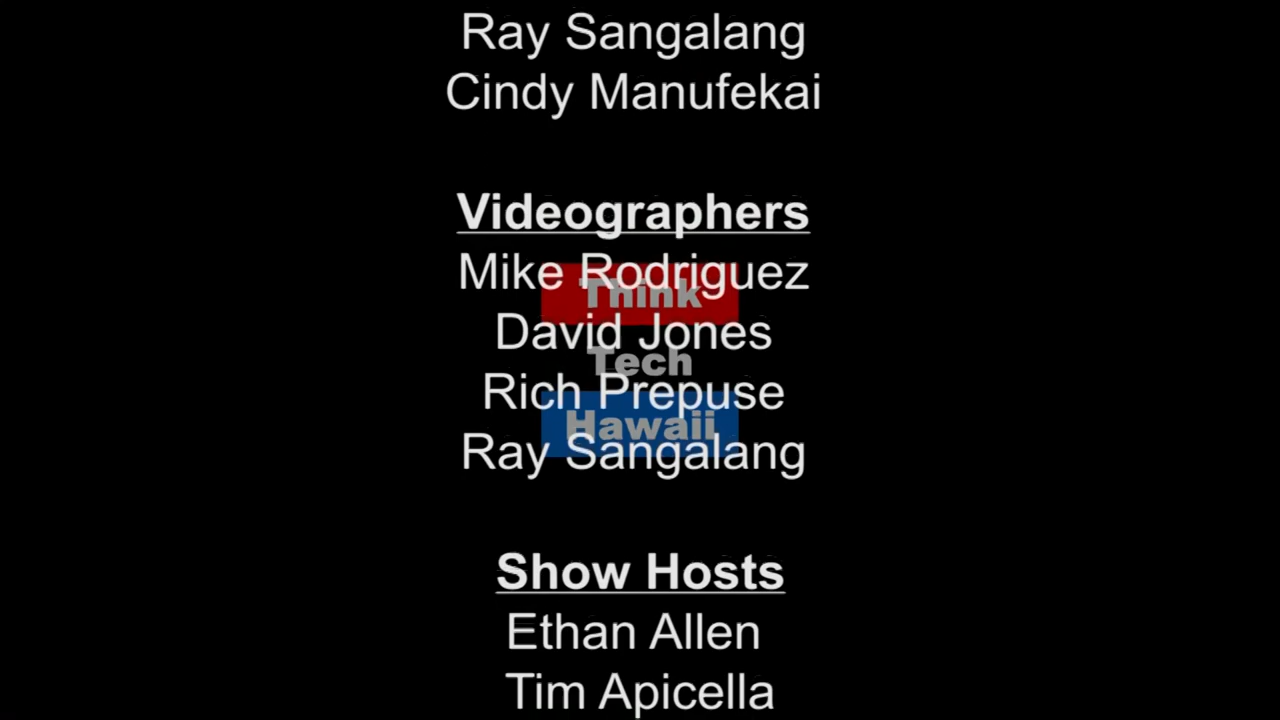 Ray Sangalang
Cindy Manufekai
Videographers
Mike Rodriguez
David Jones
Rich Prepuse
Ray Sangalang
Think
Tech
Hawaii
Show Hosts
Ethan Allen
Tim Apicella